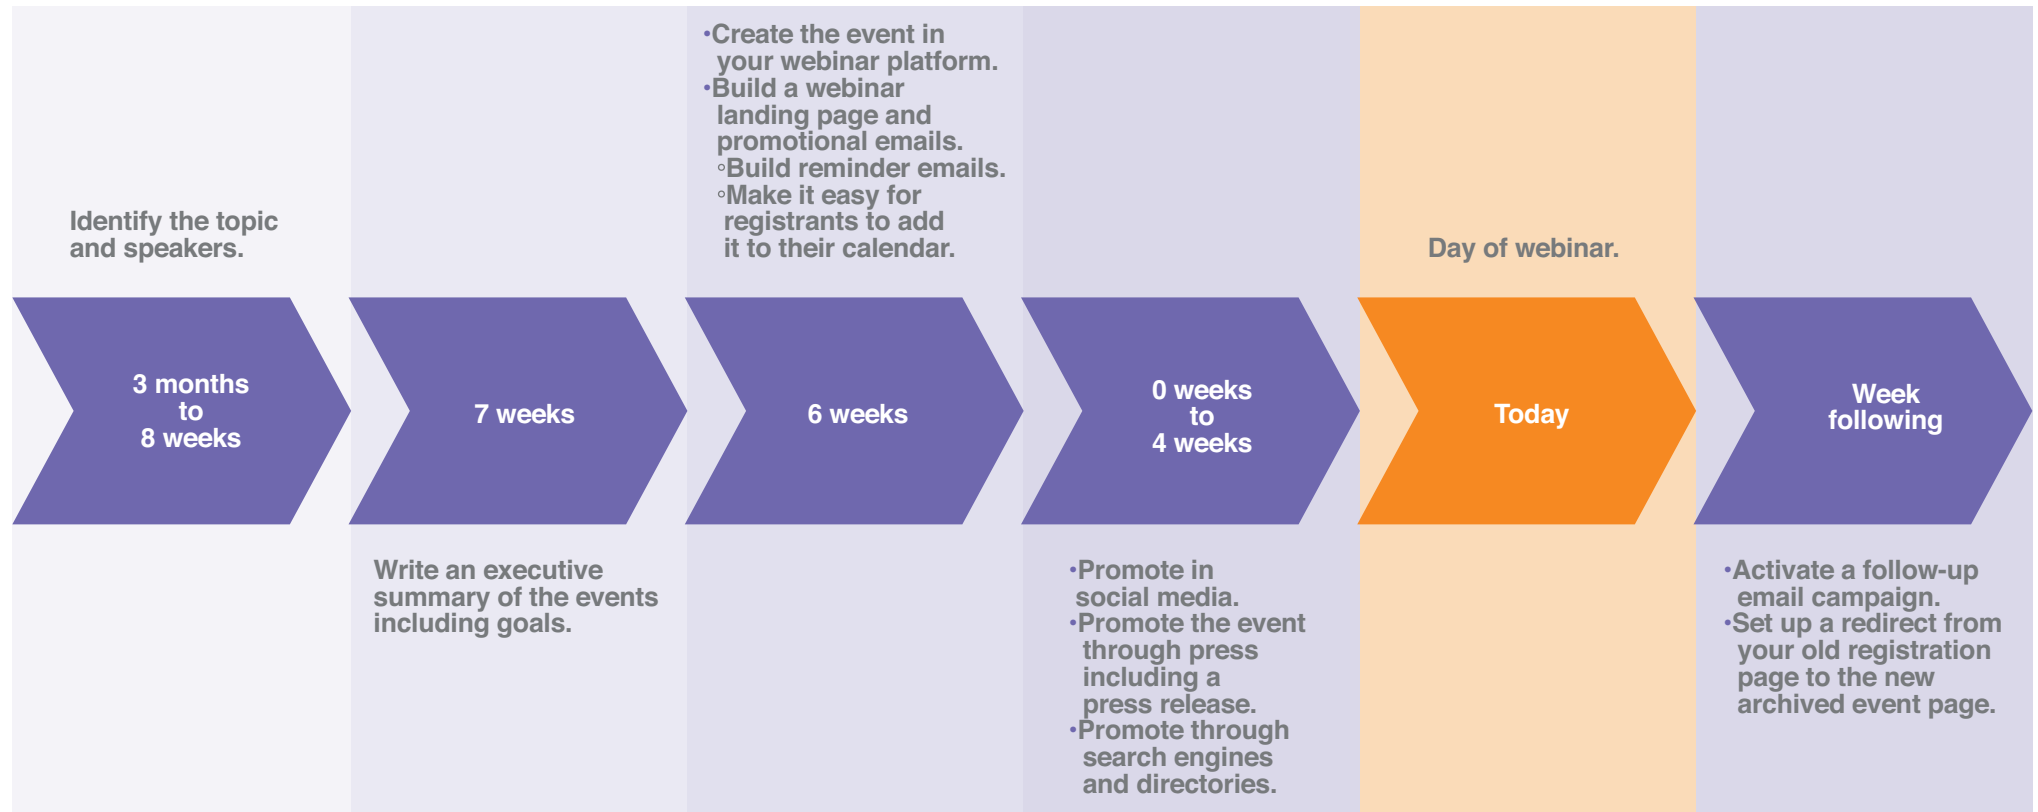 Identify the topic
and speakers.
3 months
to
8 weeks
7 weeks
Write an executive
summary of the events
including goals.
•Create the event in
your webinar platform.
•Build a webinar
landing page and
promotional emails.
◦Build reminder emails.
◦Make it easy for
registrants to add
it to their calendar.
6 weeks
0 weeks
to
4 weeks
•Promote in
social media.
•Promote the event
through press
including a
press release.
•Promote through
search engines
and directories.
Day of webinar.
Today
Week
following
•Activate a follow-up
email campaign.
•Set up a redirect from
your old registration
page to the new
archived event page.